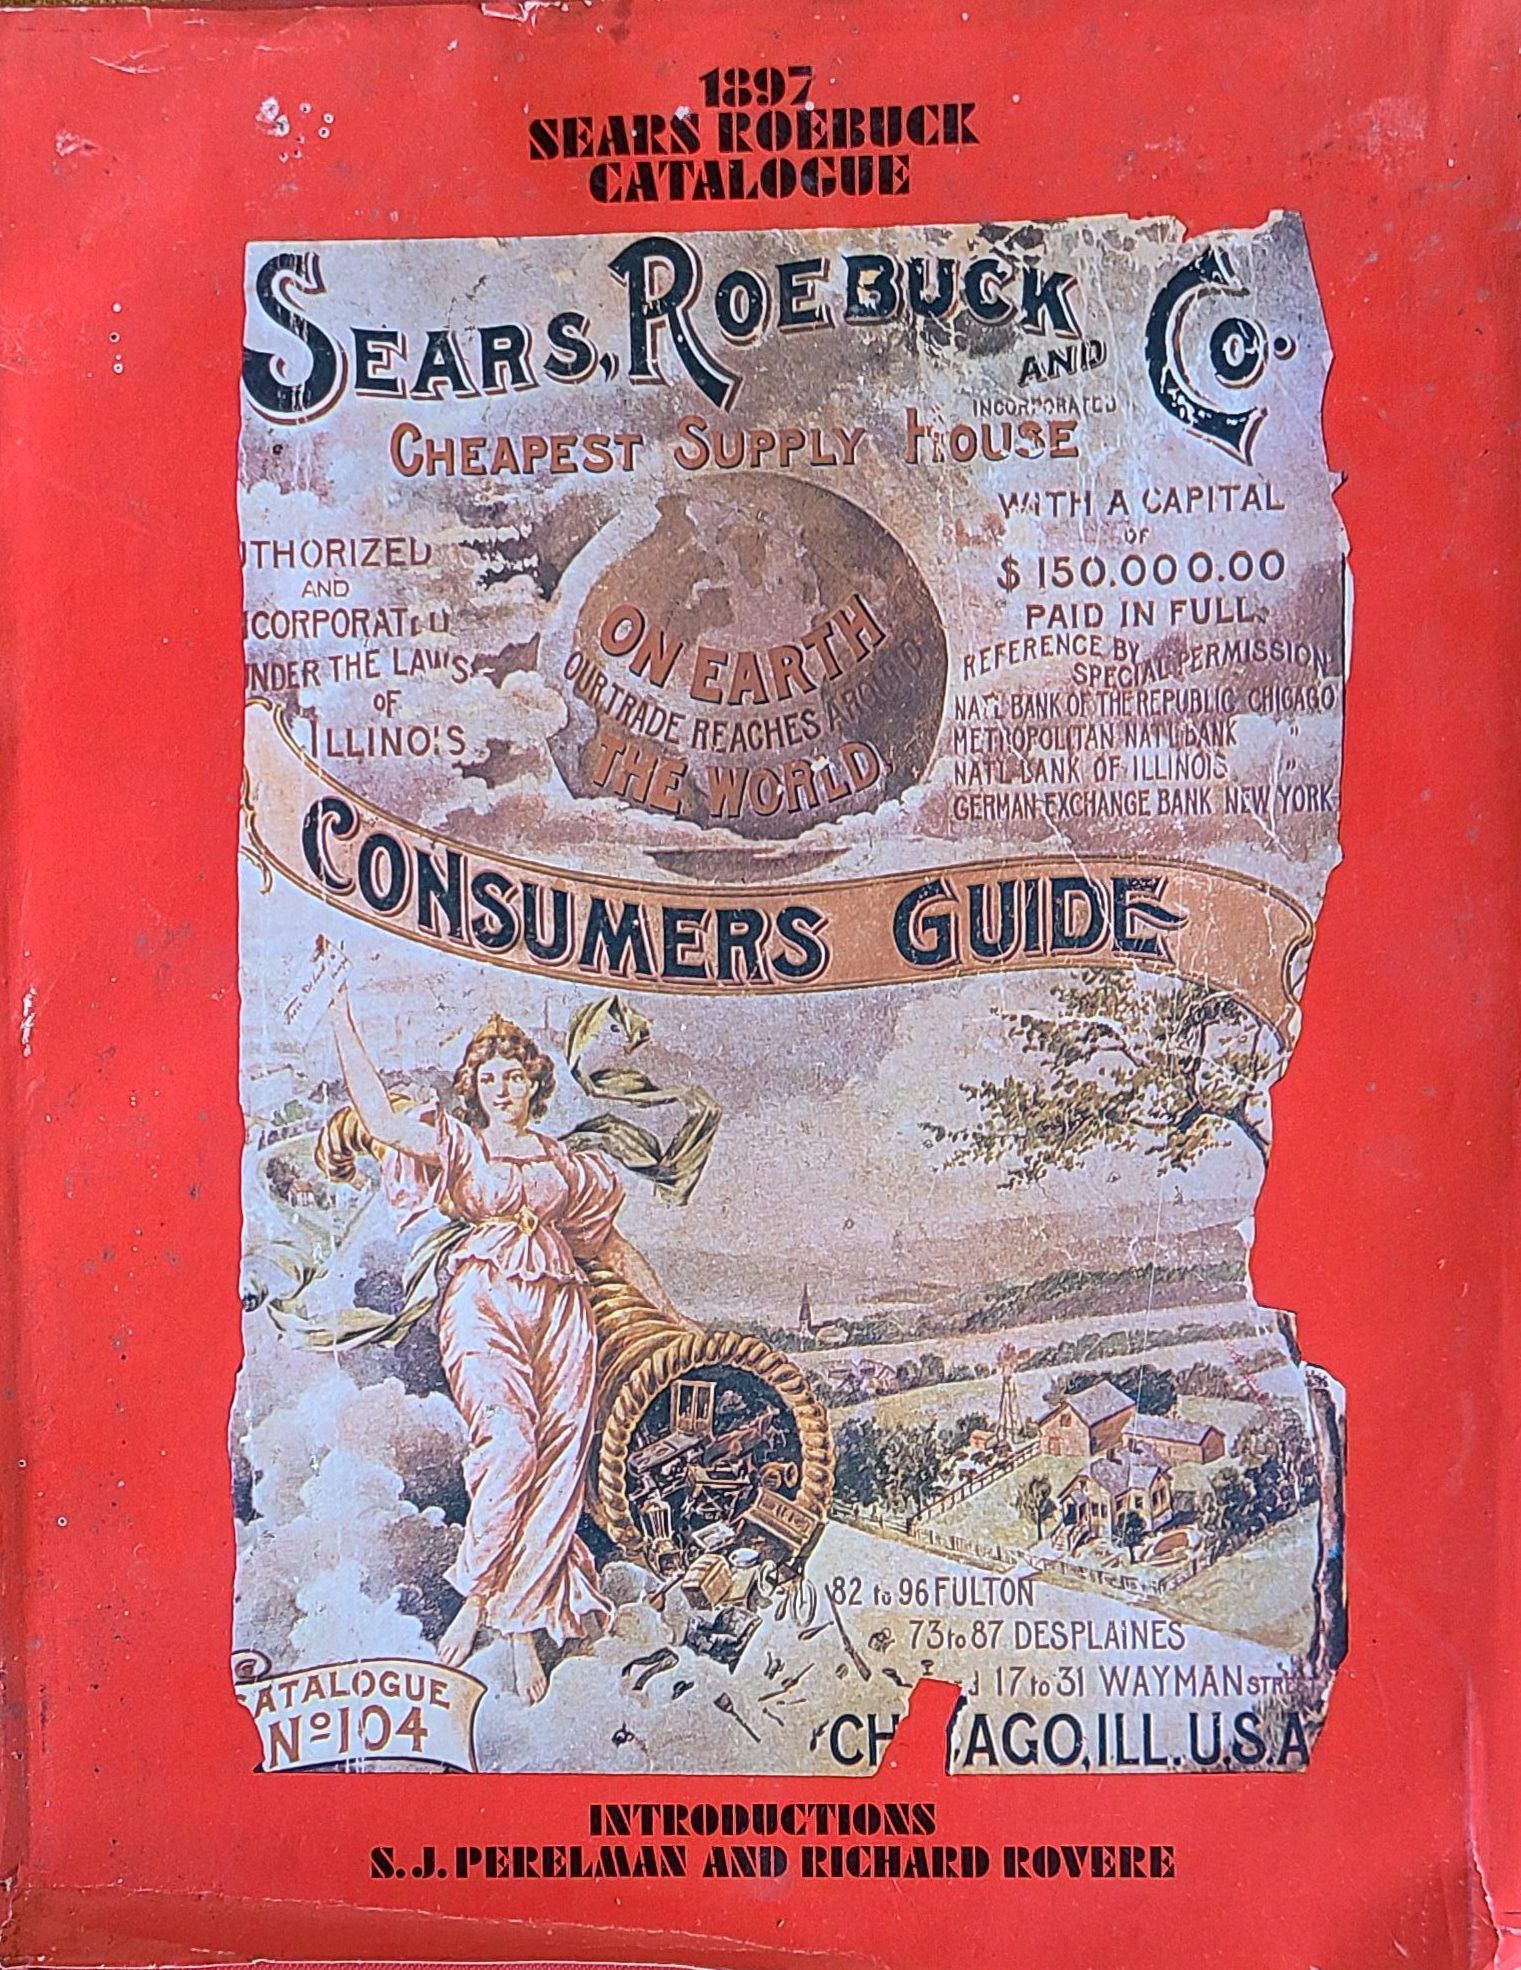 1897
SEARS ROEBUCK
CATALOGUE
SEARS, ROEBUCK AND CO.
INCORPORATED
CHEAPEST SUPPLY HOUSE
ON EARTH
OUR TRADE REACHES AROUND
THE WORLD
THORIZED
AND
CORPORATED
NDER THE LAWS
OF
ILLINOIS
WITH A CAPITAL
OF
$150.000.00
PAID IN FULL
REFERENCE BY
SPECIAL PERMISSION
NAT'L BANK OF THE REPUBLIC CHICAGO
METROPOLITAN NAT'L BANK "
NAT'L BANK OF ILLINOIS "
GERMAN EXCHANGE BANK NEW YORK
CONSUMERS GUIDE
82 to 96 FULTON
73 to 87 DESPLAINES
d 17 to 31 WAYMAN STREE
CH AGO, ILL. U.S.A
ATALOGUE
No 104
INTRODUCTIONS
S. J. PERELMAN AND RICHARD ROVERE